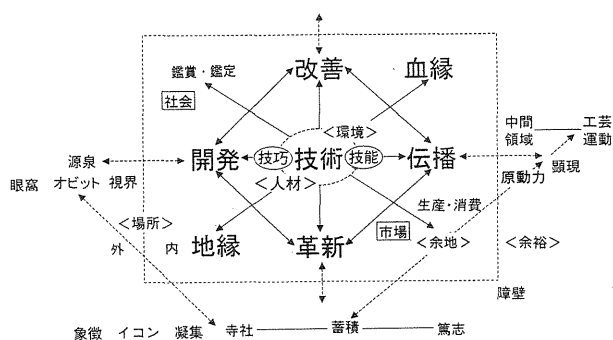 改善 血縁
鑑賞・鑑定
社会
＜環境＞
中間 領域 工芸 運動
源泉 開発 技巧 技術 技能 伝播
顕現
原動力
眼窩 オビット 視界
＜人材＞
生産・消費
＜場所＞
市場
外 内 地縁 革新 ＜余地＞ ＜余裕＞
障壁
象徴 イコン 凝集 寺社 蓄積 篤志